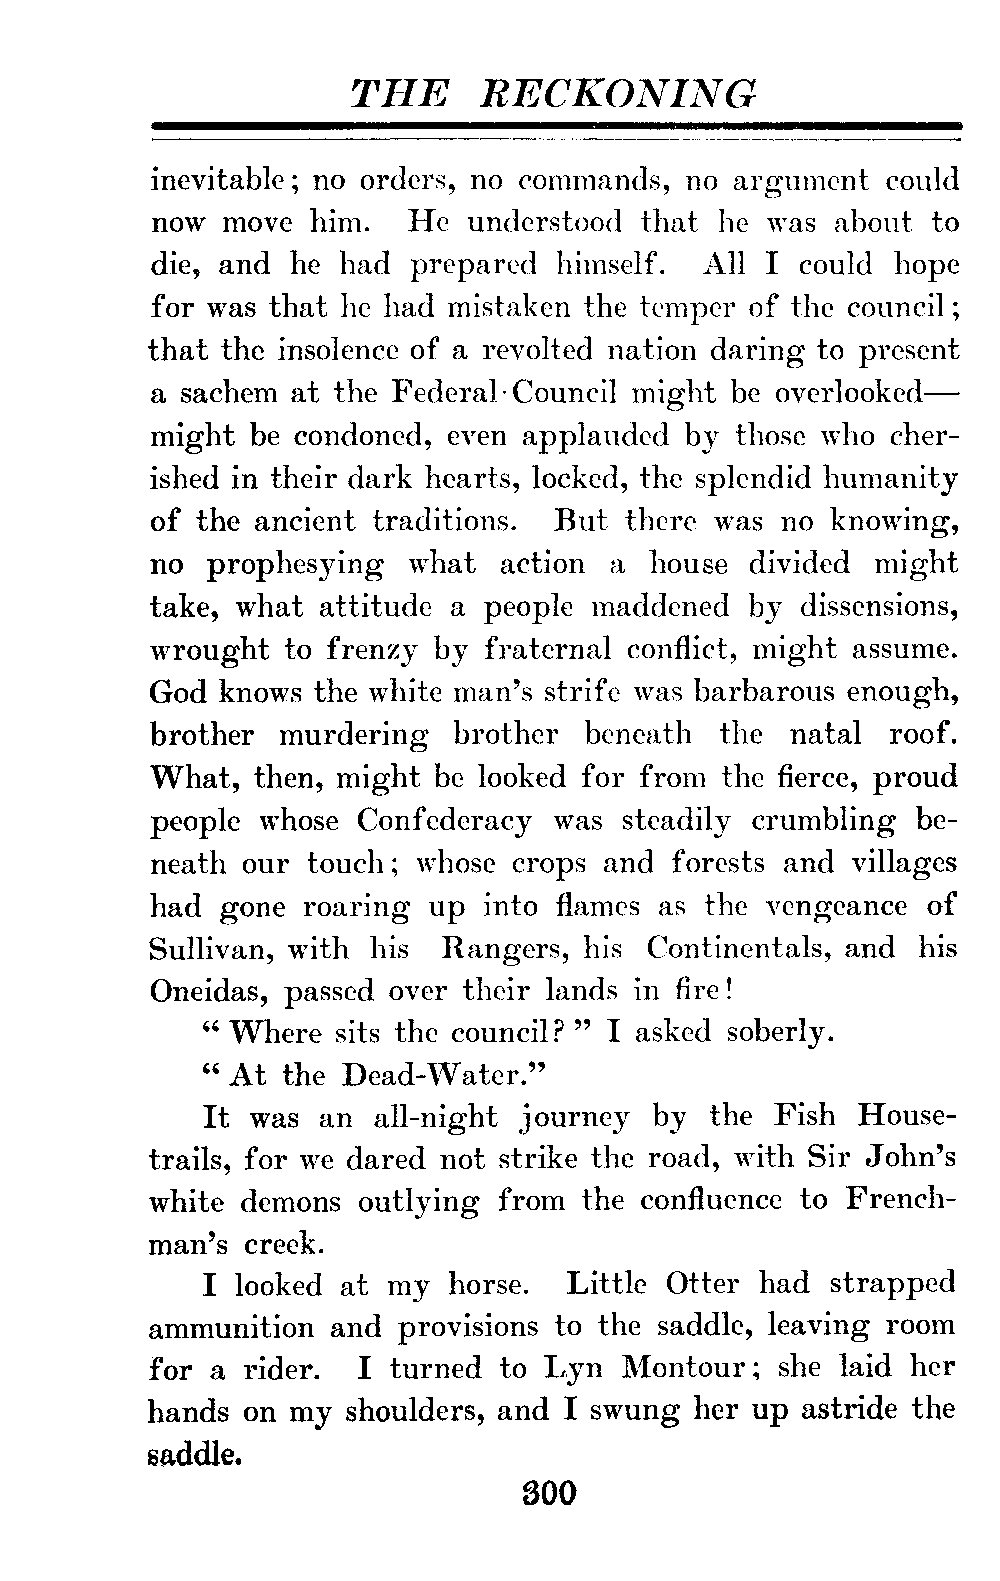 THE RECKONING
inevitable; no orders, no commands, no argument could
now move him. He understood that he was about to
die, and he had prepared himself. All I could hope
for was that he had mistaken the temper of the council;
that the insolence of a revolted nation daring to present
a sachem at the Federal·Council might be overlooked—
might be condoned, even applauded by those who cher-
ished in their dark hearts, locked, the splendid humanity
of the ancient traditions. But there was no knowing,
no prophesying what action a house divided might
take, what attitude a people maddened by dissensions,
wrought to frenzy by fraternal conflict, might assume.
God knows the white man's strife was barbarous enough,
brother murdering brother beneath the natal roof.
What, then, might be looked for from the fierce, proud
people whose Confederacy was steadily crumbling be-
neath our touch; whose crops and forests and villages
had gone roaring up into flames as the vengeance of
Sullivan, with his Rangers, his Continentals, and his
Oneidas, passed over their lands in fire!
“Where sits the council?” I asked soberly.
“At the Dead-Water.”
It was an all-night journey by the Fish House-
trails, for we dared not strike the road, with Sir John's
white demons outlying from the confluence to French-
man's creek.
I looked at my horse. Little Otter had strapped
ammunition and provisions to the saddle, leaving room
for a rider. I turned to Lyn Montour; she laid her
hands on my shoulders, and I swung her up astride the
saddle.
300